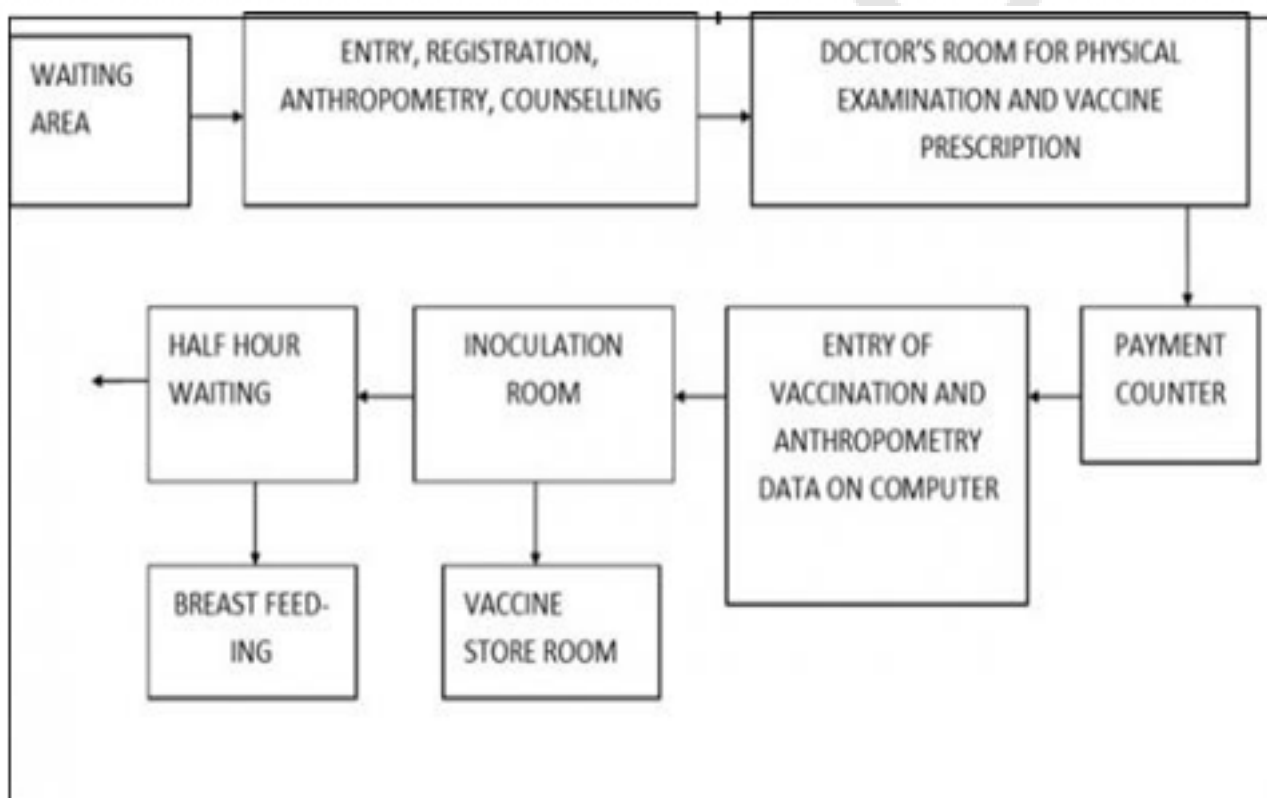 WAITING
AREA
ENTRY, REGISTRATION,
ANTHROPOMETRY, COUNSELLING
DOCTOR'S ROOM FOR PHYSICAL
EXAMINATION AND VACCINE
PRESCRIPTION
HALF HOUR
WAITING
INOCULATION
ROOM
ENTRY OF
VACCINATION AND
ANTHROPOMETRY
DATA ON COMPUTER
PAYMENT
COUNTER
BREAST FEED-
ING
VACCINE
STORE ROOM